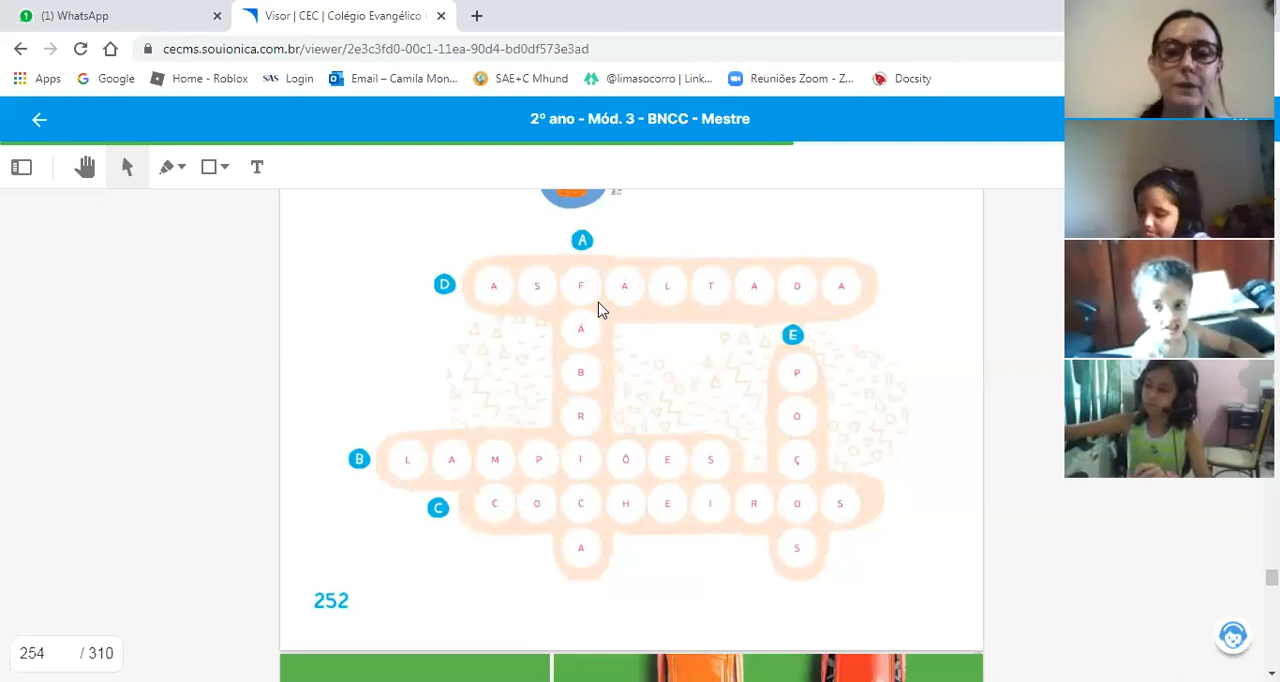 (1) WhatsApp
Visor | CEC | Colégio Evangélico
cecms.souionica.com.br/viewer/2e3c3fd0-00c1-11ea-90d4-bd0df573e3ad
Apps Google Home - Roblox SAS Login Email – Camila Mon... SAE+C Mhund @limasocorro | Link... Reuniões Zoom - Z... Docsity
2º ano - Mód. 3 - BNCC - Mestre
T
A
D A S F A L T A D A
Á
E
B P
R O
B L A M P I Õ E S Ç
C C O C H E I R O S
A S
252
254 / 310